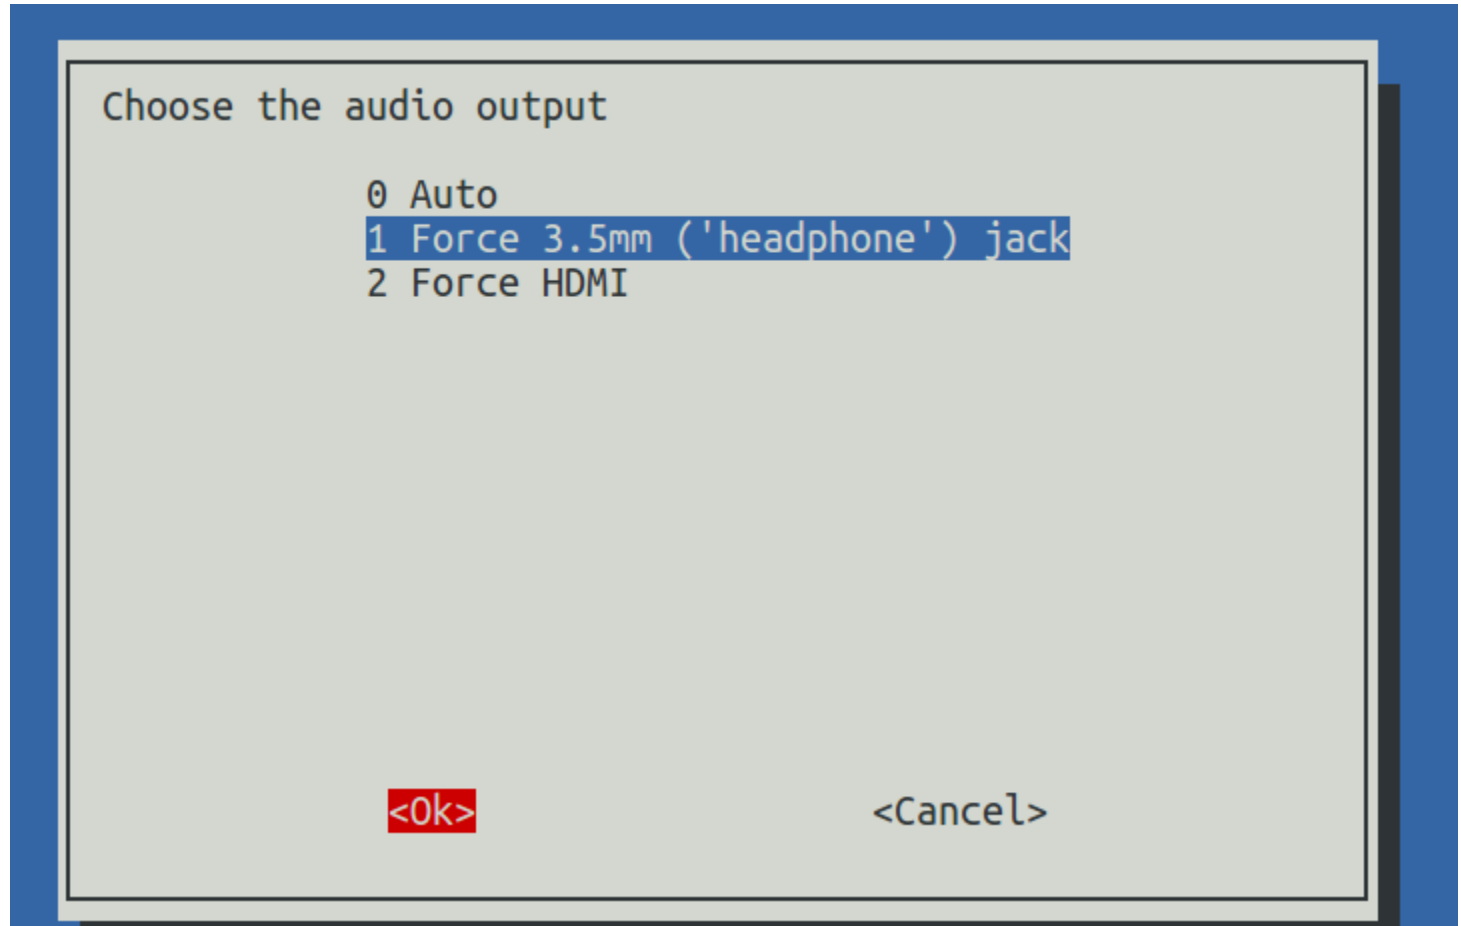 Choose the audio output
0 Auto
1 Force 3.5mm ('headphone') jack
2 Force HDMI
<Ok> <Cancel>